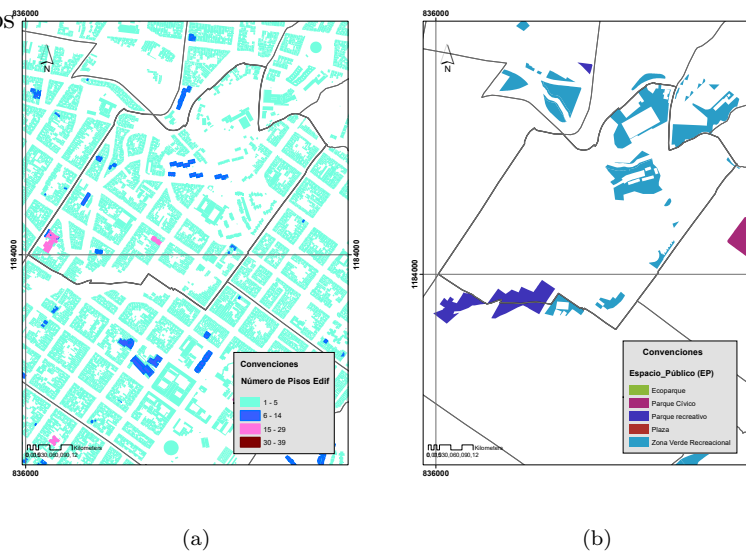 os
836000
N
1184000
1184000
Convenciones
Número de Pisos Edif
1 - 5
6 - 14
15 - 29
30 - 39
Kilometers
836000
(a)
836000
N
1184000
Convenciones
Espacio_Público (EP)
Ecoparque
Parque Cívico
Parque recreativo
Plaza
Zona Verde Recreacional
Kilometers
836000
(b)